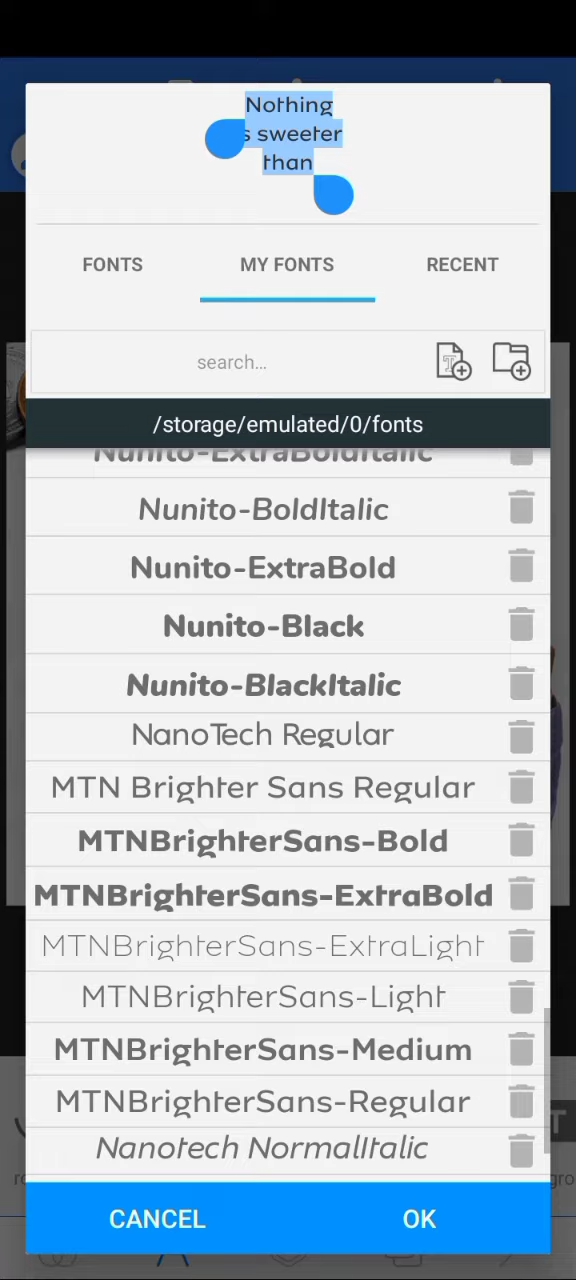 Nothing
s sweeter
than
FONTS
MY FONTS
RECENT
search...
/storage/emulated/0/fonts
Nunito-ExtraBoldItalic
Nunito-BoldItalic
Nunito-ExtraBold
Nunito-Black
Nunito-BlackItalic
NanoTech Regular
MTN Brighter Sans Regular
MTNBrighterSans-Bold
MTNBrighterSans-ExtraBold
MTNBrighterSans-ExtraLight
MTNBrighterSans-Light
MTNBrighterSans-Medium
MTNBrighterSans-Regular
Nanotech NormalItalic
CANCEL
OK